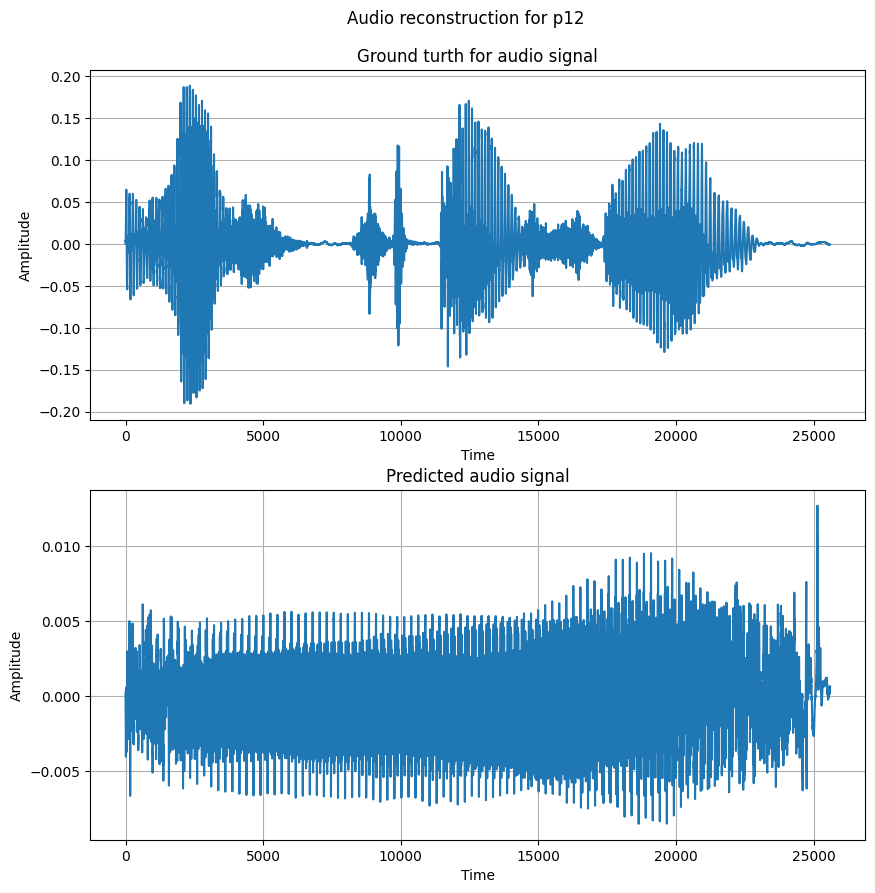 Audio reconstruction for p12
Ground turth for audio signal
0.20
0.15
0.10
0.05
0.00
−0.05
−0.10
−0.15
−0.20
Amplitude
0 5000 10000 15000 20000 25000
Time
Predicted audio signal
0.010
0.005
0.000
−0.005
Amplitude
0 5000 10000 15000 20000 25000
Time